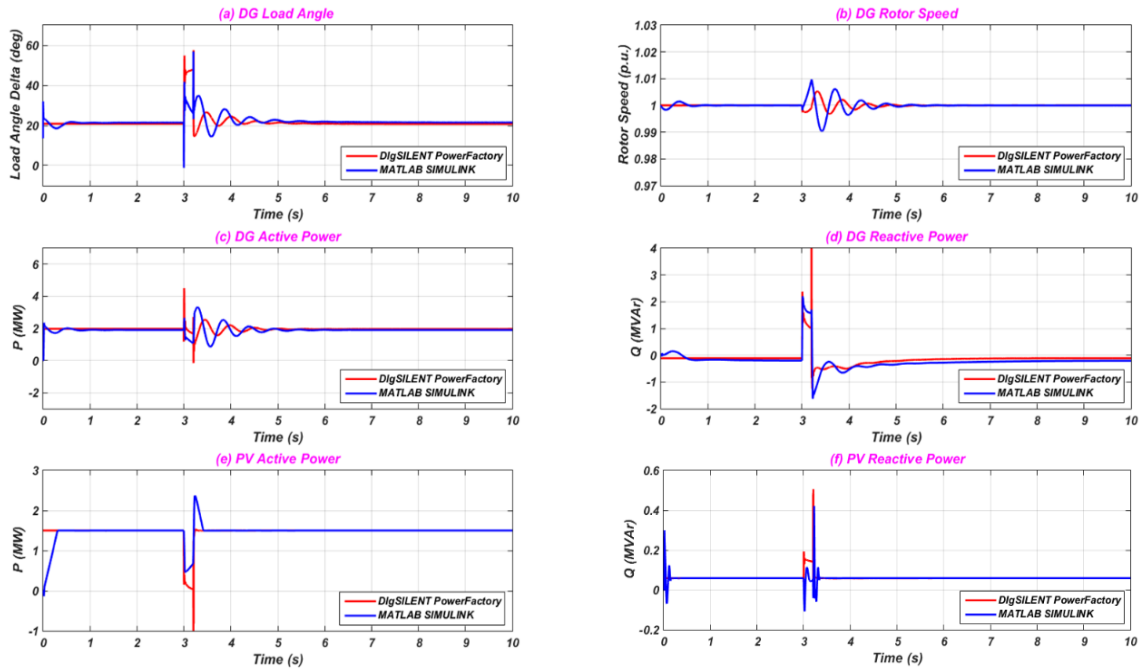 (a) DG Load Angle
Load Angle Delta (deg)
60
40
20
0
0 1 2 3 4 5 6 7 8 9 10
Time (s)
DIgSILENT PowerFactory
MATLAB SIMULINK
(b) DG Rotor Speed
Rotor Speed (p.u.)
1.03
1.02
1.01
1
0.99
0.98
0.97
0 1 2 3 4 5 6 7 8 9 10
Time (s)
DIgSILENT PowerFactory
MATLAB SIMULINK
(c) DG Active Power
P (MW)
6
4
2
0
-2
0 1 2 3 4 5 6 7 8 9 10
Time (s)
DIgSILENT PowerFactory
MATLAB SIMULINK
(d) DG Reactive Power
Q (MVAr)
4
3
2
1
0
-1
-2
0 1 2 3 4 5 6 7 8 9 10
Time (s)
DIgSILENT PowerFactory
MATLAB SIMULINK
(e) PV Active Power
P (MW)
3
2
1
0
-1
0 1 2 3 4 5 6 7 8 9 10
Time (s)
DIgSILENT PowerFactory
MATLAB SIMULINK
(f) PV Reactive Power
Q (MVAr)
0.6
0.4
0.2
0
-0.2
0 1 2 3 4 5 6 7 8 9 10
Time (s)
DIgSILENT PowerFactory
MATLAB SIMULINK